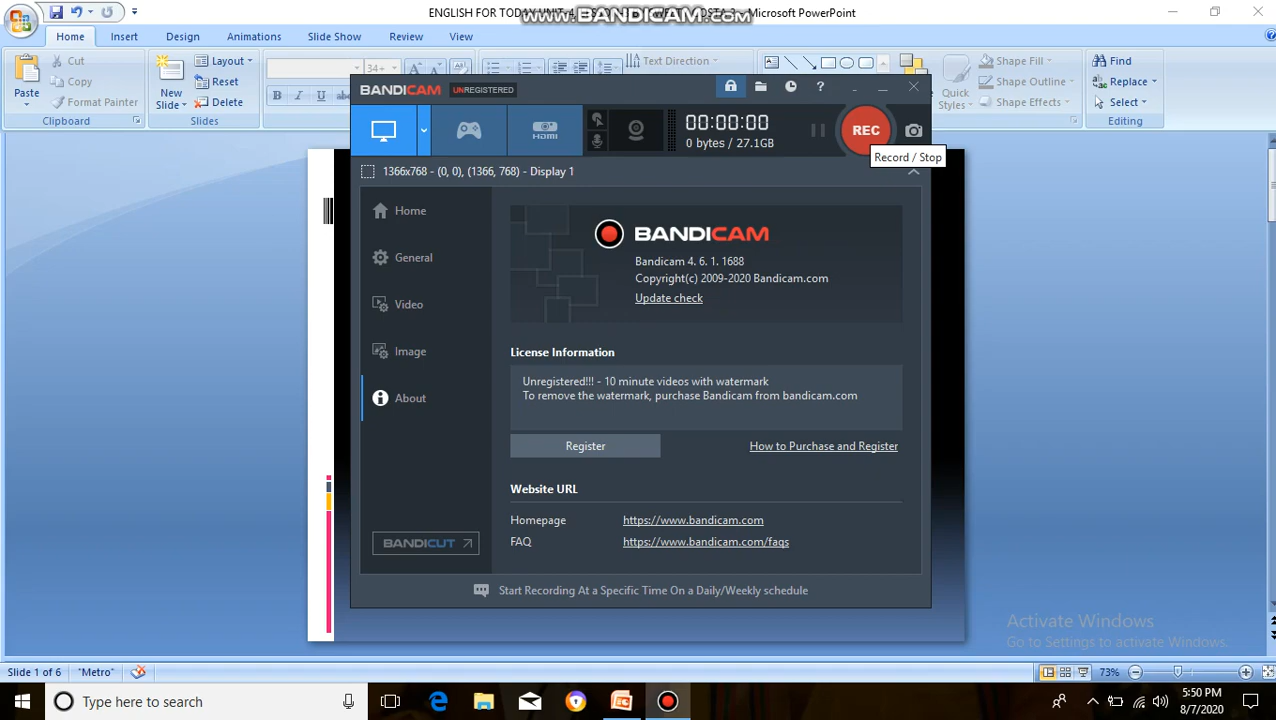 ENGLISH FOR TODAY UNIT-4
Microsoft PowerPoint
www.BANDICAM.com
Home Insert Design Slide Show Animations Review View
Cut
Copy
Format Painter
Paste
Clipboard
New
Slide
Layout
Reset
Delete
Slides
34
B I U
Text Direction
Quick
Styles
Shape Fill
Shape Outline
Shape Effects
Find
Replace
Select
Editing
BANDICAM UNREGISTERED
HDMI
00:00:00
0 bytes / 27.1GB
REC
Record / Stop
1366x768 - (0, 0), (1366, 768) - Display 1
Home
General
Video
Image
About
BANDICUT
BANDICAM
Bandicam 4. 6. 1. 1688
Copyright(c) 2009-2020 Bandicam.com
Update check
License Information
Unregistered!!! - 10 minute videos with watermark
To remove the watermark, purchase Bandicam from bandicam.com
Register
How to Purchase and Register
Website URL
Homepage https://www.bandicam.com
FAQ https://www.bandicam.com/faqs
Start Recording At a Specific Time On a Daily/Weekly schedule
Activate Windows
Go to Settings to activate Windows.
Slide 1 of 6 "Metro" 73%
Type here to search
5:50 PM
8/7/2020